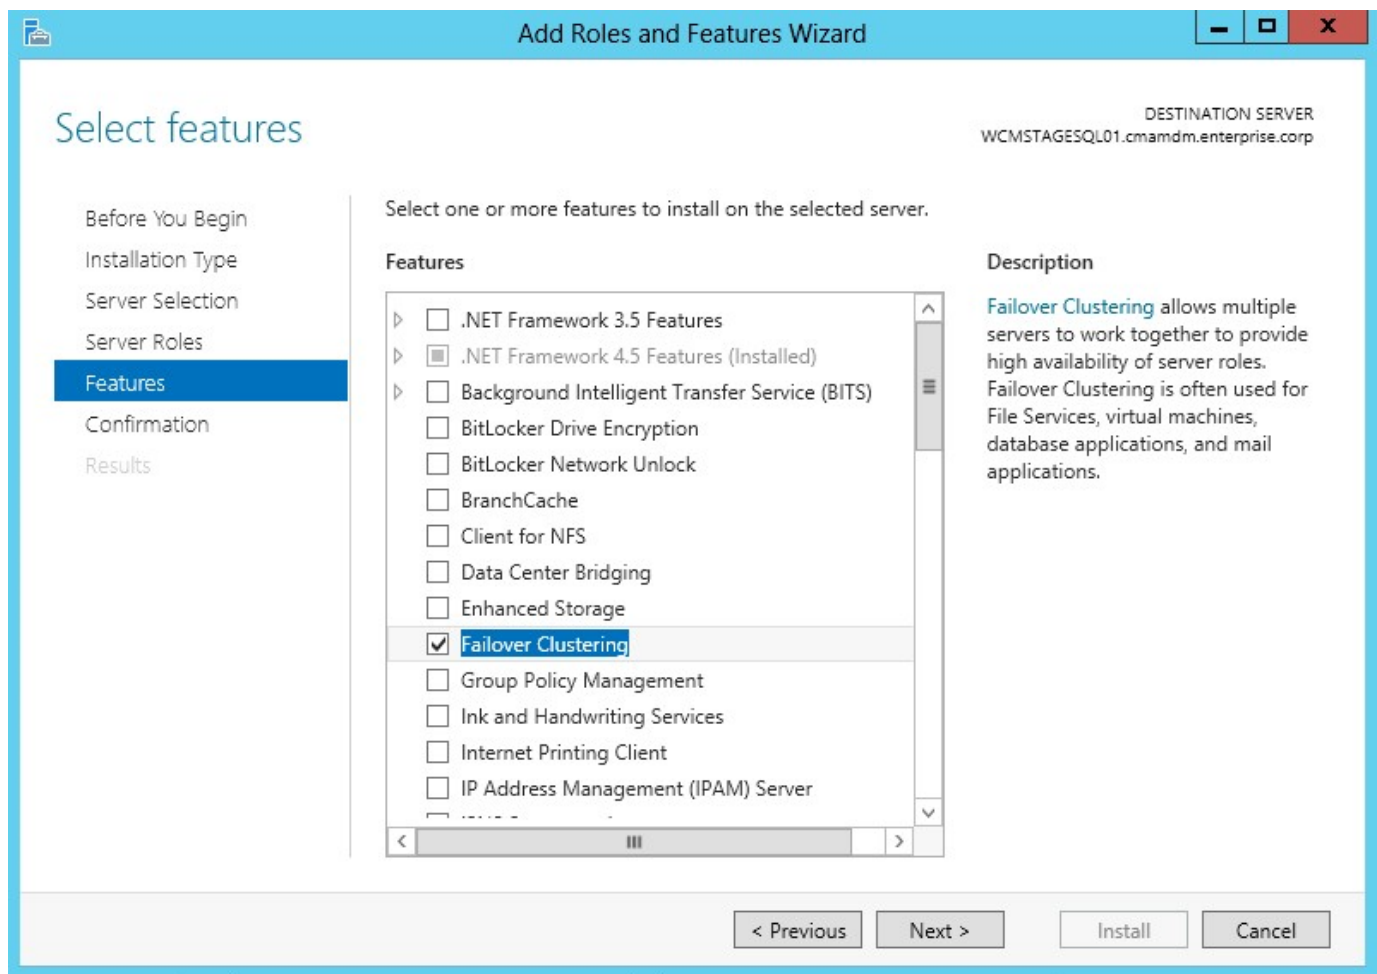 Add Roles and Features Wizard
Select features
DESTINATION SERVER
WCMSTAGESQL01.cmamdm.enterprise.corp
Before You Begin
Installation Type
Server Selection
Server Roles
Features
Confirmation
Results
Select one or more features to install on the selected server.
Features
.NET Framework 3.5 Features
.NET Framework 4.5 Features (Installed)
Background Intelligent Transfer Service (BITS)
BitLocker Drive Encryption
BitLocker Network Unlock
BranchCache
Client for NFS
Data Center Bridging
Enhanced Storage
Failover Clustering
Group Policy Management
Ink and Handwriting Services
Internet Printing Client
IP Address Management (IPAM) Server
Description
Failover Clustering allows multiple
servers to work together to provide
high availability of server roles.
Failover Clustering is often used for
File Services, virtual machines,
database applications, and mail
applications.
< Previous
Next >
Install
Cancel